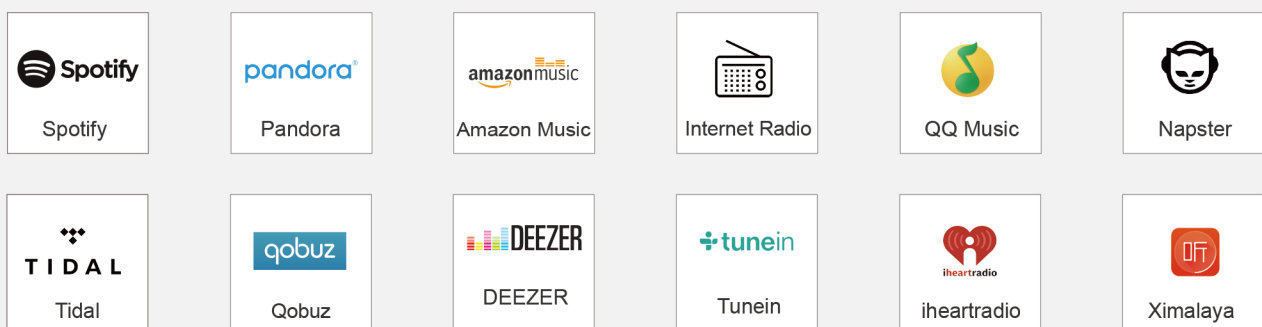 Spotify
Spotify
pandora®
Pandora
amazonmusic
Amazon Music
Internet Radio
QQ Music
Napster
TIDAL
Tidal
qobuz
Qobuz
DEEZER
DEEZER
tunein
Tunein
iheartradio
iheartradio
听
Ximalaya